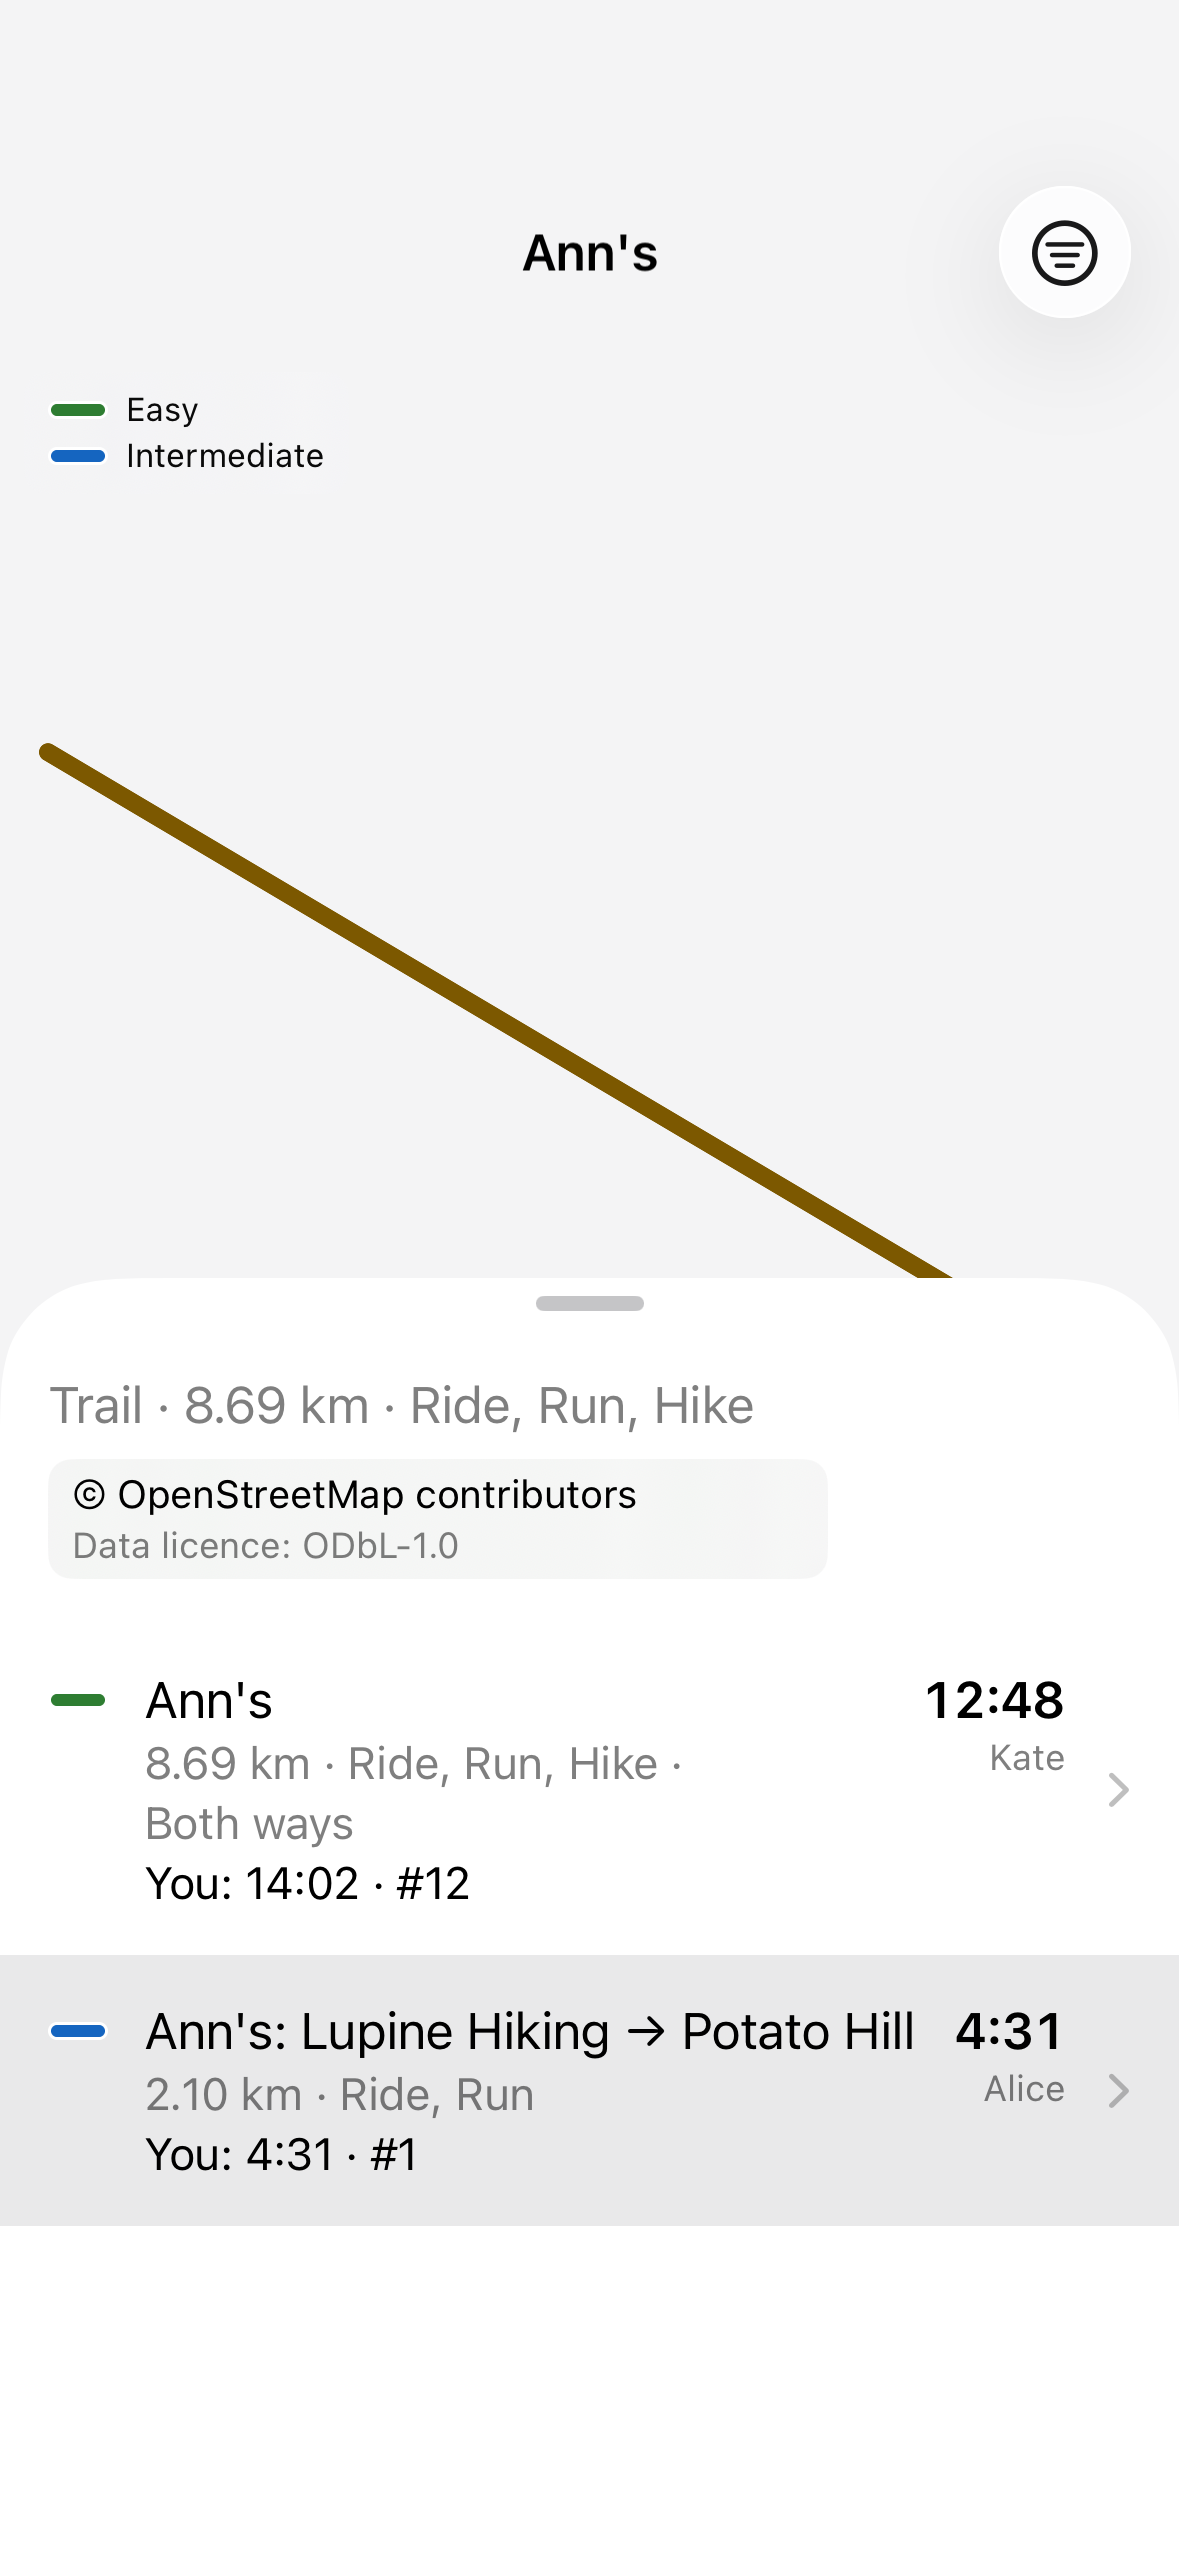 Ann's
Easy
Intermediate
Trail · 8.69 km · Ride, Run, Hike
© OpenStreetMap contributors
Data licence: ODbL-1.0
Ann's
12:48
8.69 km · Ride, Run, Hike ·
Kate
Both ways
You: 14:02 · #12
Ann's: Lupine Hiking → Potato Hill
4:31
2.10 km · Ride, Run
Alice
You: 4:31 · #1